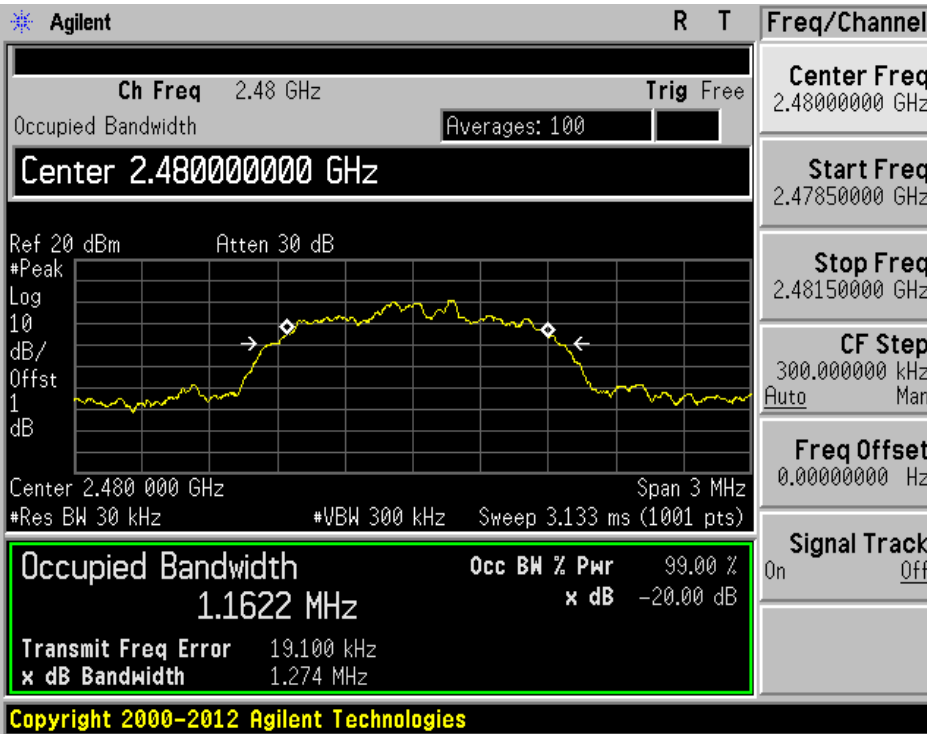 Agilent R T Freq/Channel
Ch Freq 2.48 GHz Trig Free
Occupied Bandwidth Averages: 100
Center 2.480000000 GHz
Ref 20 dBm Atten 30 dB
#Peak
Log
10
dB/
Offst
1
dB
Center 2.480 000 GHz Span 3 MHz
#Res BW 30 kHz #VBW 300 kHz Sweep 3.133 ms (1001 pts)
Occupied Bandwidth Occ BW % Pwr 99.00 %
1.1622 MHz x dB -20.00 dB
Transmit Freq Error 19.100 kHz
x dB Bandwidth 1.274 MHz
Center Freq
2.48000000 GHz
Start Freq
2.47850000 GHz
Stop Freq
2.48150000 GHz
CF Step
300.000000 kHz
Auto Man
Freq Offset
0.00000000 Hz
Signal Track
On Off
Copyright 2000-2012 Agilent Technologies